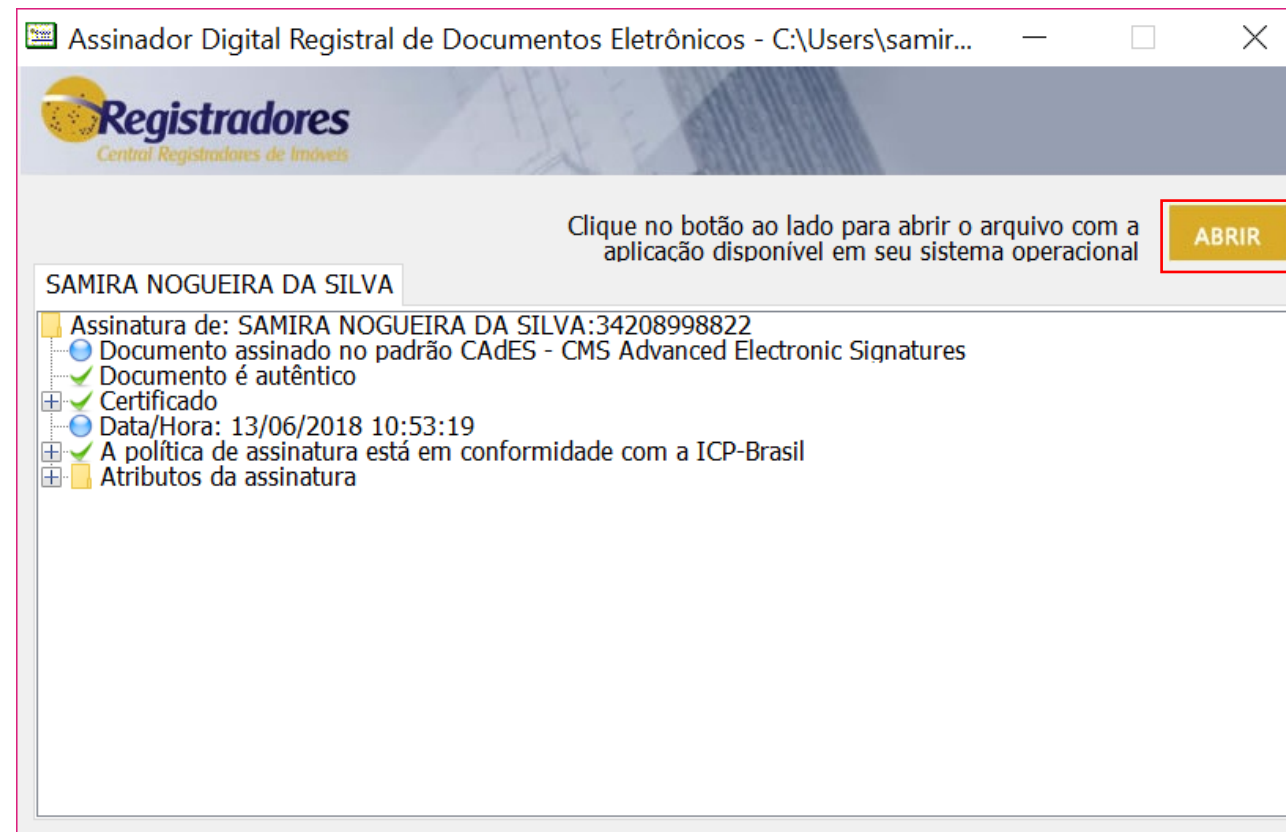 Assinador Digital Registral de Documentos Eletrônicos - C:\Users\samir...
Registradores
Central Registradores de Imóveis
Clique no botão ao lado para abrir o arquivo com a
aplicação disponível em seu sistema operacional
ABRIR
SAMIRA NOGUEIRA DA SILVA
Assinatura de: SAMIRA NOGUEIRA DA SILVA:34208998822
Documento assinado no padrão CAdES - CMS Advanced Electronic Signatures
Documento é autêntico
Certificado
Data/Hora: 13/06/2018 10:53:19
A política de assinatura está em conformidade com a ICP-Brasil
Atributos da assinatura